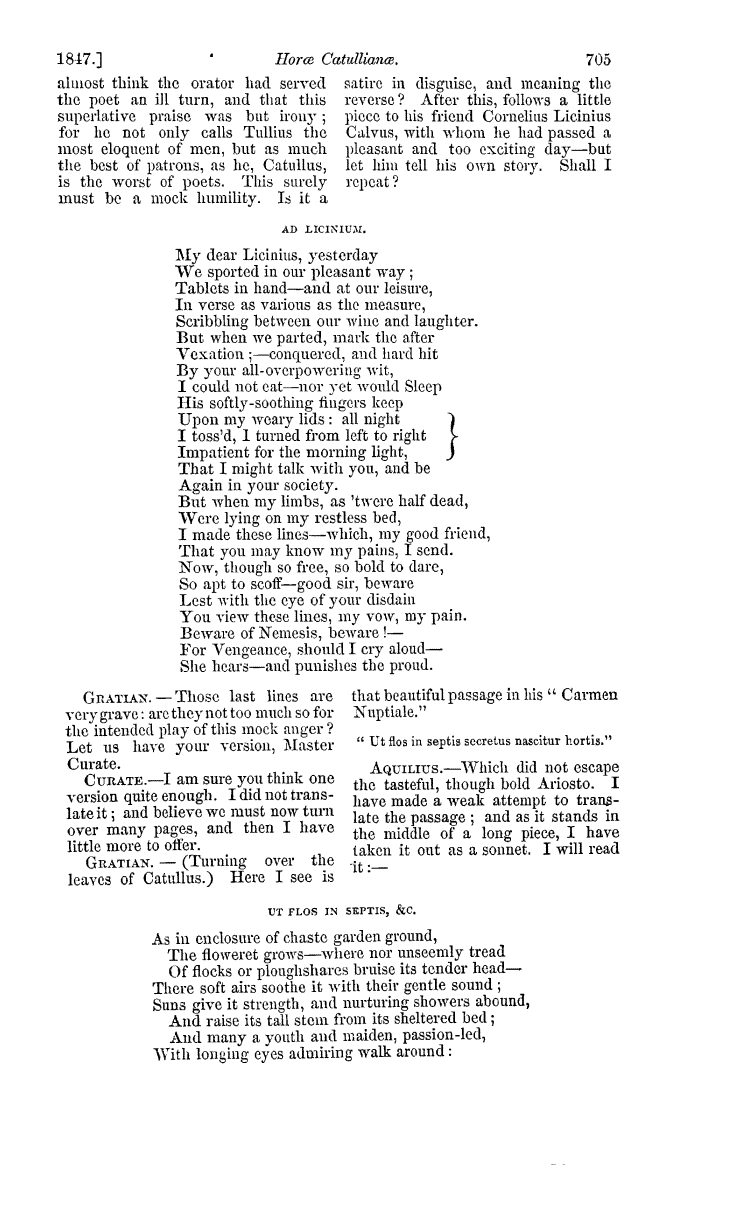 1847.] Horæ Catullianæ. 705
almost think the orator had served
the poet an ill turn, and that this
superlative praise was but irony;
for he not only calls Tullius the
most eloquent of men, but as much
the best of patrons, as he, Catullus,
is the worst of poets. This surely
must be a mock humility. Is it a
satire in disguise, and meaning the
reverse? After this, follows a little
piece to his friend Cornelius Licinius
Calvus, with whom he had passed a
pleasant and too exciting day—but
let him tell his own story. Shall I
repeat?
AD LICINIUM.
My dear Licinius, yesterday
We sported in our pleasant way;
Tablets in hand—and at our leisure,
In verse as various as the measure,
Scribbling between our wine and laughter.
But when we parted, mark the after
Vexation;—conquered, and hard hit
By your all-overpowering wit,
I could not eat—nor yet would Sleep
His softly-soothing fingers keep
Upon my weary lids: all night
I toss'd, I turned from left to right
Impatient for the morning light,
That I might talk with you, and be
Again in your society.
But when my limbs, as 'twere half dead,
Were lying on my restless bed,
I made these lines—which, my good friend,
That you may know my pains, I send.
Now, though so free, so bold to dare,
So apt to scoff—good sir, beware
Lest with the eye of your disdain
You view these lines, my vow, my pain.
Beware of Nemesis, beware!—
For Vengeance, should I cry aloud—
She hears—and punishes the proud.
GRATIAN.—Those last lines are
very grave: are they not too much so for
the intended play of this mock anger?
Let us have your version, Master
Curate.
CURATE.—I am sure you think one
version quite enough. I did not trans-
late it; and believe we must now turn
over many pages, and then I have
little more to offer.
GRATIAN.—(Turning over the
leaves of Catullus.) Here I see is
that beautiful passage in his "Carmen
Nuptiale."
"Ut flos in septis secretus nascitur hortis."
AQUILIUS.—Which did not escape
the tasteful, though bold Ariosto. I
have made a weak attempt to trans-
late the passage; and as it stands in
the middle of a long piece, I have
taken it out as a sonnet. I will read
it:—
UT FLOS IN SEPTIS, &C.
As in enclosure of chaste garden ground,
The floweret grows—where nor unseemly tread
Of flocks or ploughshares bruise its tender head—
There soft airs soothe it with their gentle sound;
Suns give it strength, and nurturing showers abound,
And raise its tall stem from its sheltered bed;
And many a youth and maiden, passion-led,
With longing eyes admiring walk around: